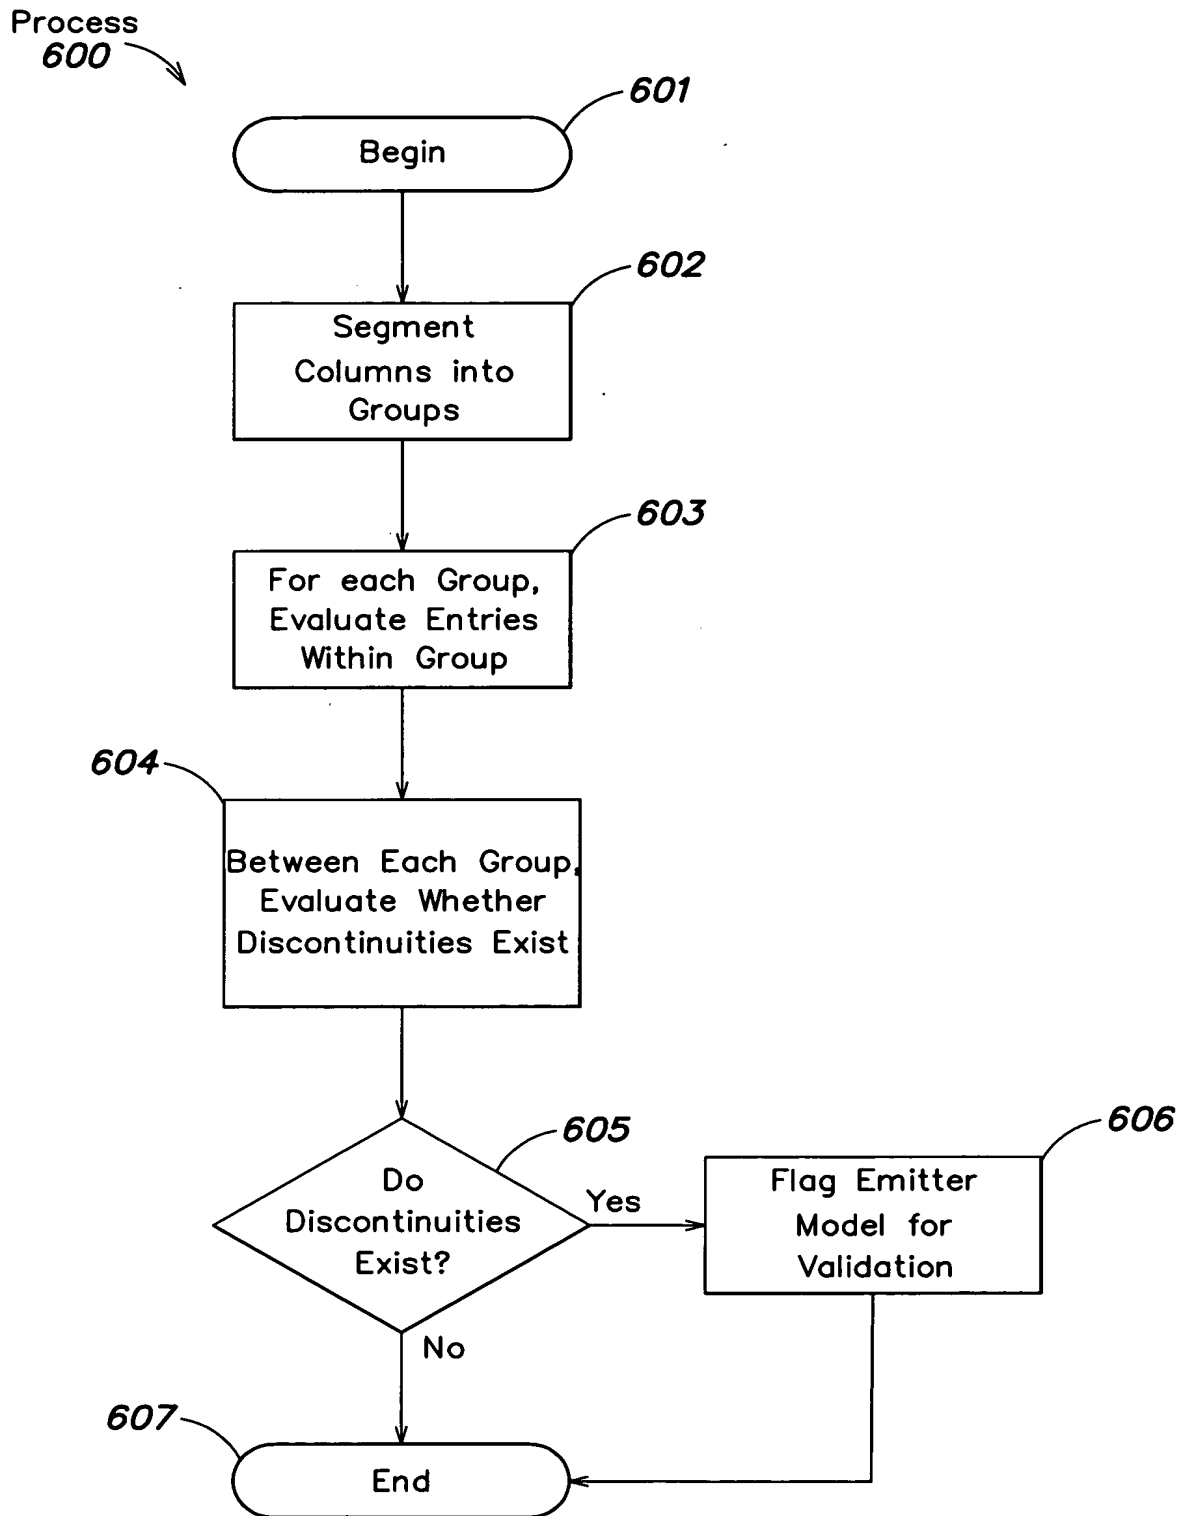 Process
600
601
Begin
602
Segment
Columns into
Groups
603
For each Group,
Evaluate Entries
Within Group
604
Between Each Group,
Evaluate Whether
Discontinuities Exist
605
Do
Discontinuities
Exist?
Yes
606
Flag Emitter
Model for
Validation
No
607
End